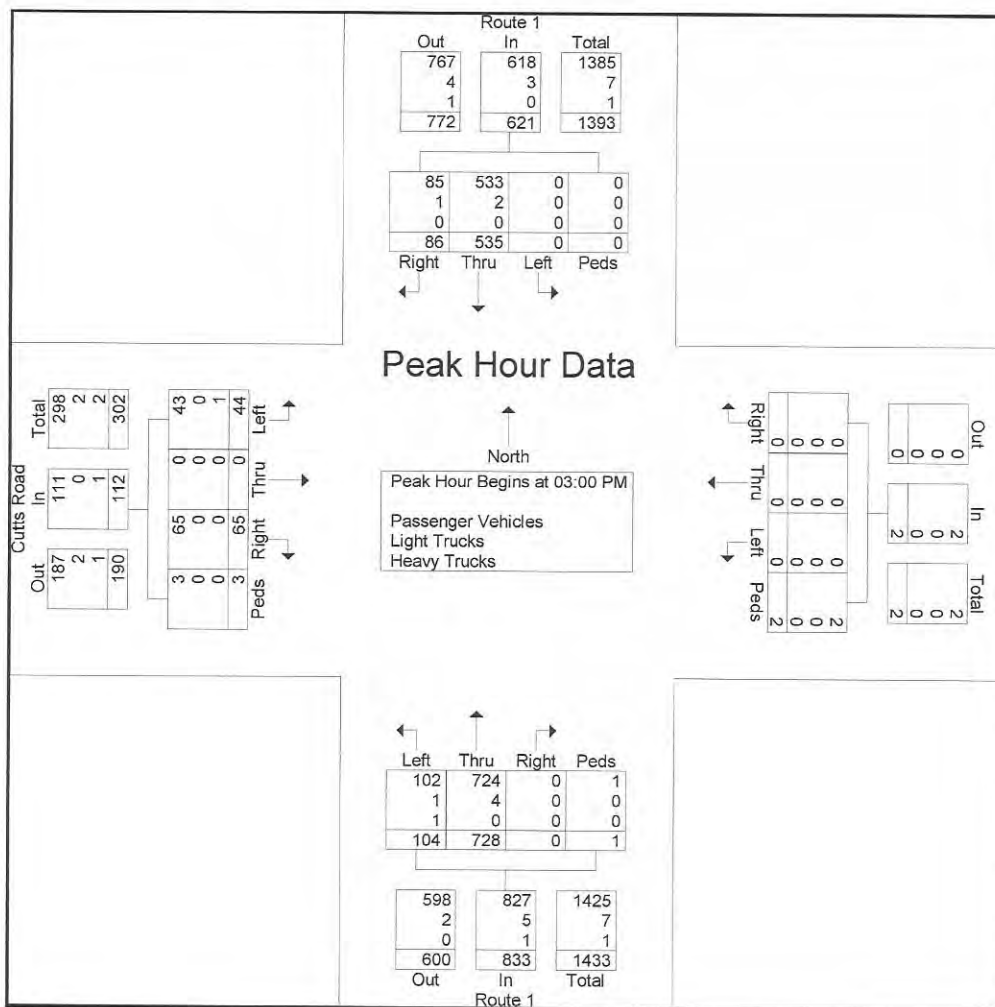 Route 1
Out In Total
767 618 1385
4 3 7
1 0 1
772 621 1393
85 533 0 0
1 2 0 0
0 0 0 0
86 535 0 0
Right Thru Left Peds
Peak Hour Data
Cutts Road
Total
298 2 2 302
In
111 0 1 112
Out
187 2 1 190
43 0 1 44
Left
0 0 0 0
Thru
65 0 0 65
Right
3 0 0 3
Peds
North
Peak Hour Begins at 03:00 PM
Passenger Vehicles
Light Trucks
Heavy Trucks
Right
0 0 0 0
Thru
0 0 0 0
Left
0 0 0 0
Peds
2 0 0 2
Out
0 0 0 0
In
2 0 0 2
Total
2 0 0 2
Left Thru Right Peds
102 724 0 1
1 4 0 0
1 0 0 0
104 728 0 1
598 827 1425
2 5 7
0 1 1
600 833 1433
Out In Total
Route 1